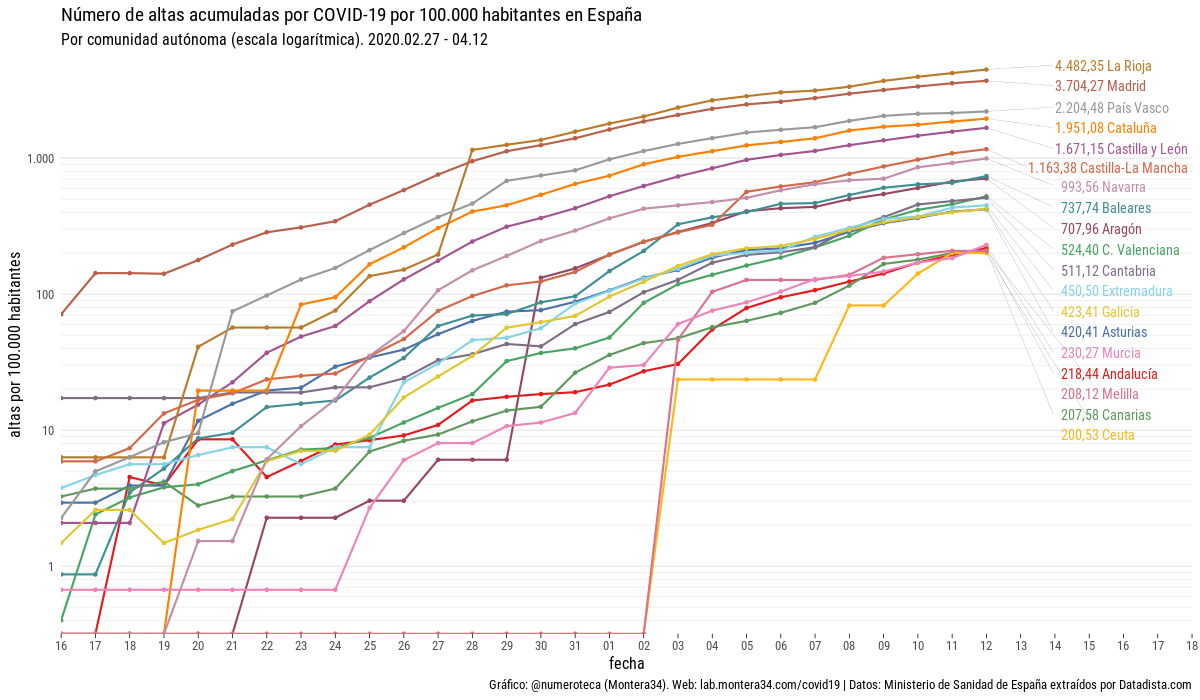 Número de altas acumuladas por COVID-19 por 100.000 habitantes en España
Por comunidad autónoma (escala logarítmica). 2020.02.27 - 04.12
altas por 100.000 habitantes
1.000
100
10
1
4.482,35 La Rioja
3.704,27 Madrid
2.204,48 País Vasco
1.951,08 Cataluña
1.671,15 Castilla y León
1.163,38 Castilla-La Mancha
993,56 Navarra
737,74 Baleares
707,96 Aragón
524,40 C. Valenciana
511,12 Cantabria
450,50 Extremadura
423,41 Galicia
420,41 Asturias
230,27 Murcia
218,44 Andalucía
208,12 Melilla
207,58 Canarias
200,53 Ceuta
16 17 18 19 20 21 22 23 24 25 26 27 28 29 30 31 01 02 03 04 05 06 07 08 09 10 11 12 13 14 15 16 17 18
fecha
Gráfico: @numeroteca (Montera34). Web: lab.montera34.com/covid19 | Datos: Ministerio de Sanidad de España extraídos por Datadista.com